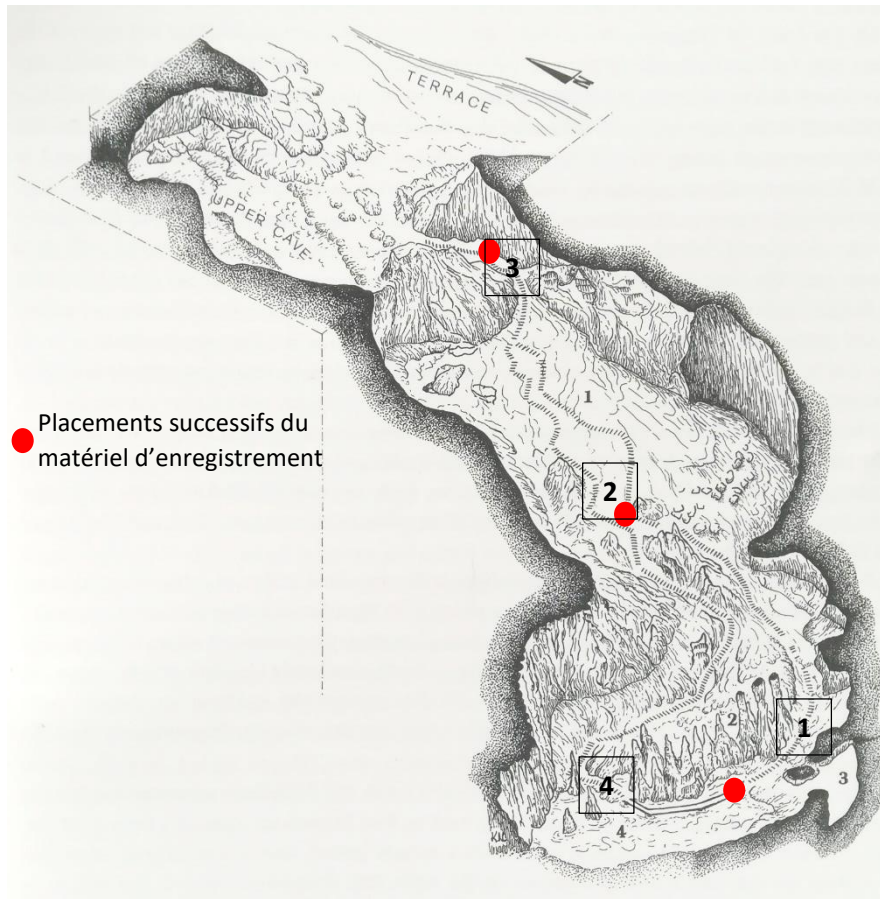 TERRACE
N
UPPER CAVE
3
1
Placements successifs du
matériel d'enregistrement
2
2
1
3
4
4